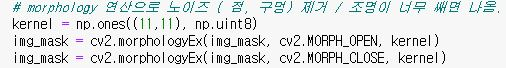 # morphology 연산으로 노이즈 ( 점, 구멍) 제거 / 조명이 너무 쌔면 나옴.
kernel = np.ones((11,11), np.uint8)
img_mask = cv2.morphologyEx(img_mask, cv2.MORPH_OPEN, kernel)
img_mask = cv2.morphologyEx(img_mask, cv2.MORPH_CLOSE, kernel)